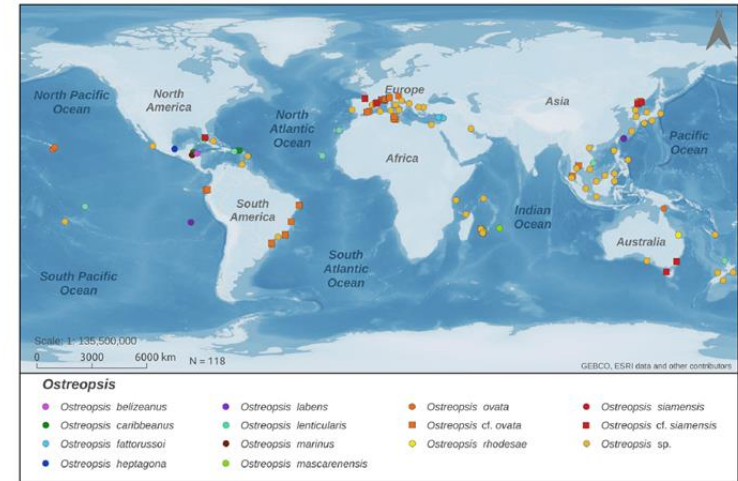 N
North Pacific
Ocean
North
America
North
Atlantic
Ocean
Europe
Asia
Pacific
Ocean
Africa
South
America
Indian
Ocean
Australia
South Pacific
Ocean
South
Atlantic
Ocean
Scale: 1: 135,500,000
0 3000 6000 km
N = 118
GEBCO, ESRI data and other contributors
Ostreopsis
Ostreopsis belizeanus
Ostreopsis caribbeanus
Ostreopsis fattorussoi
Ostreopsis heptagona
Ostreopsis labens
Ostreopsis lenticularis
Ostreopsis marinus
Ostreopsis mascarenensis
Ostreopsis ovata
Ostreopsis cf. ovata
Ostreopsis rhodesae
Ostreopsis siamensis
Ostreopsis cf. siamensis
Ostreopsis sp.